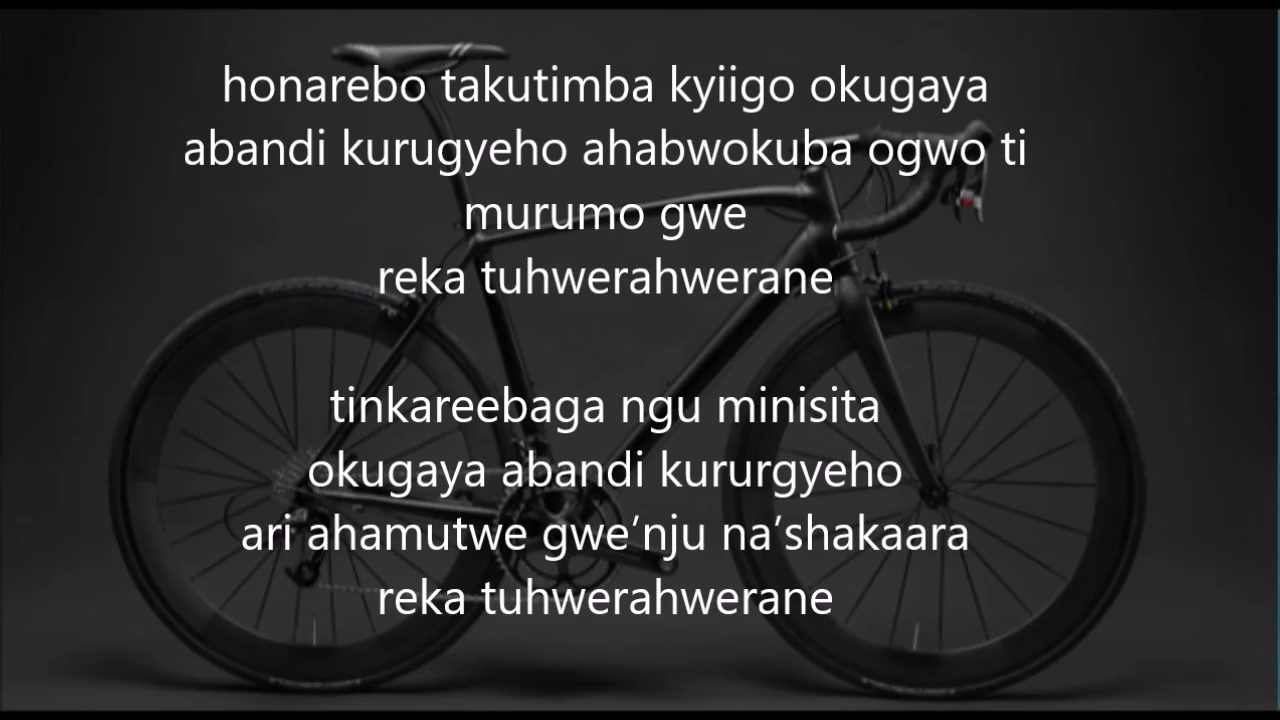 honarebo takutimba kyiigo okugaya
abandi kurugyeho ahabwokuba ogwo ti
murumo gwe
reka tuhwerahwerane
tinkareebaga ngu minisita
okugaya abandi kururgyeho
ari ahamutwe gwe’nju na’shakaara
reka tuhwerahwerane